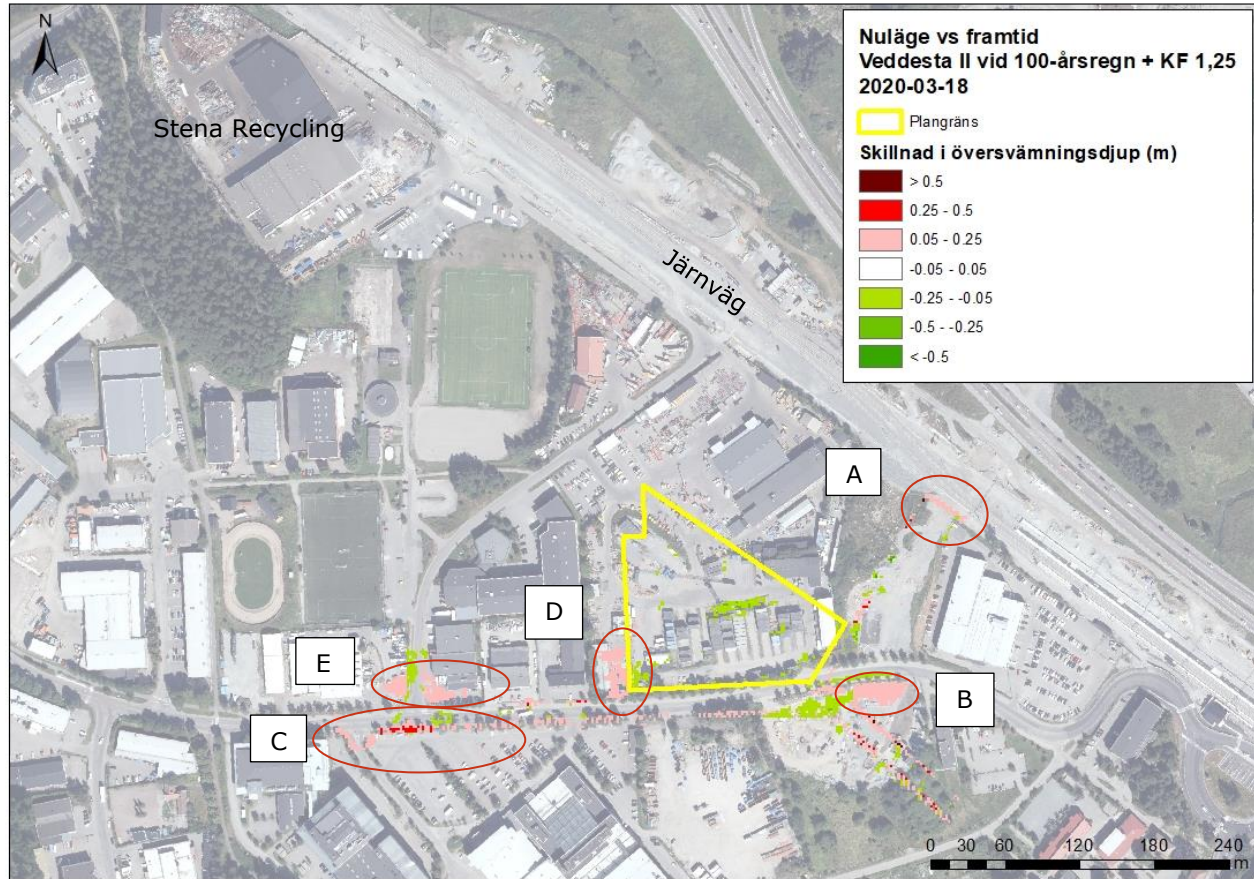 N
Stena Recycling
Järnväg
Nuläge vs framtid
Veddesta II vid 100-årsregn + KF 1,25
2020-03-18
Plangräns
Skillnad i översvämningsdjup (m)
> 0.5
0.25 - 0.5
0.05 - 0.25
-0.05 - 0.05
-0.25 - -0.05
-0.5 - -0.25
< -0.5
A
D
E
B
C
0 30 60 120 180 240
m